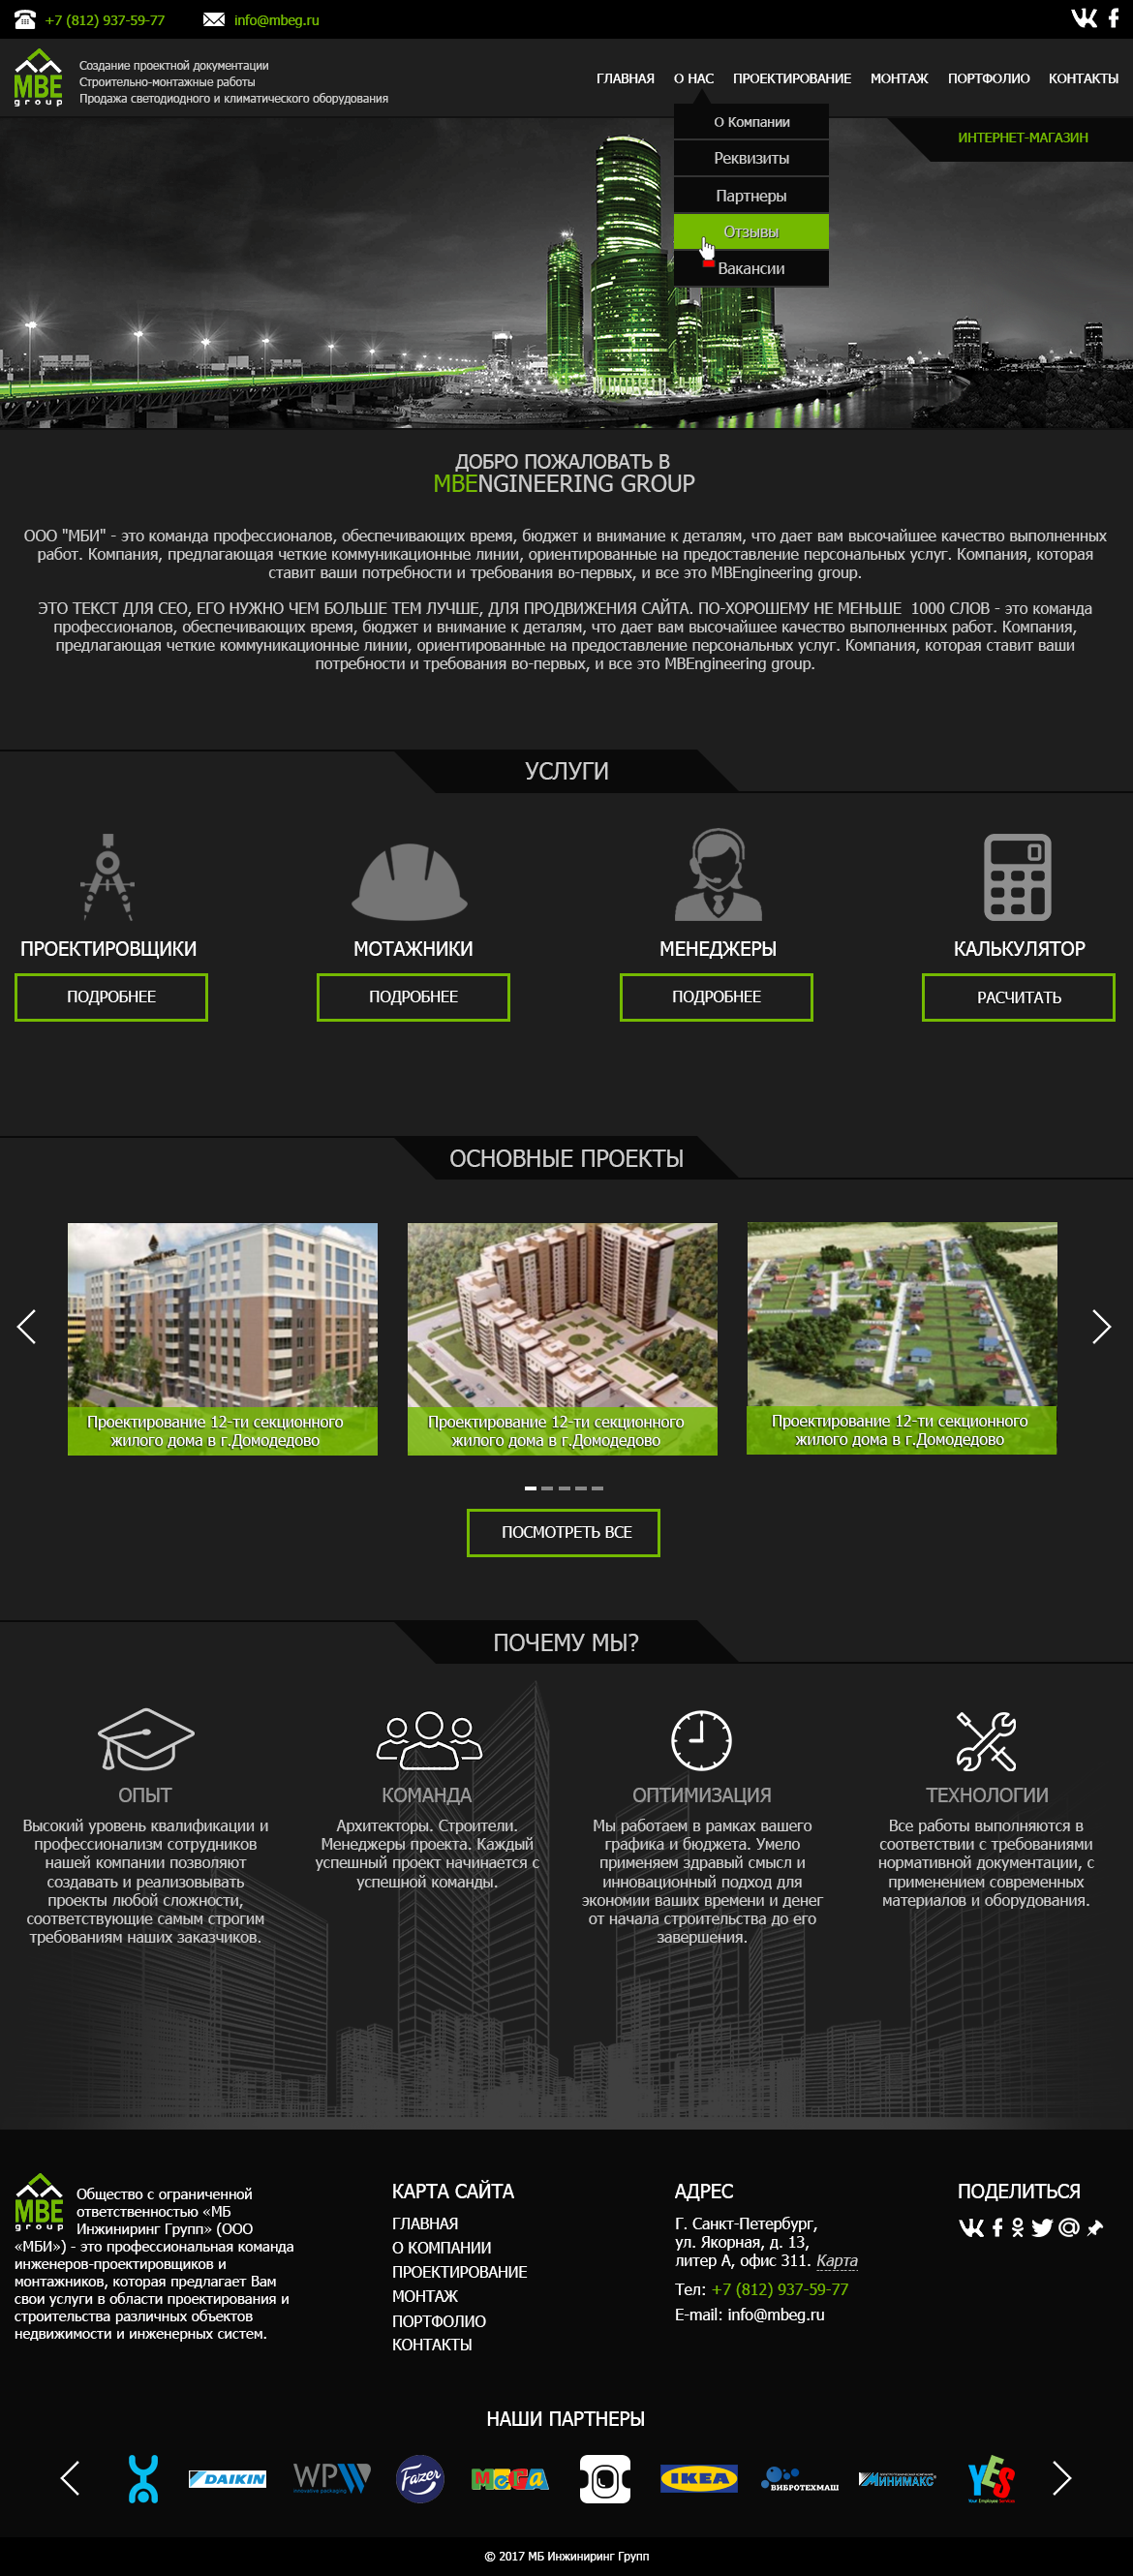 +7 (812) 937-59-77
info@mbeg.ru
MBE
group
Создание проектной документации
Строительно-монтажные работы
Продажа светодиодного и климатического оборудования
ГЛАВНАЯ О НАС ПРОЕКТИРОВАНИЕ МОНТАЖ ПОРТФОЛИО КОНТАКТЫ
О Компании
Реквизиты
Партнеры
Отзывы
Вакансии
ИНТЕРНЕТ-МАГАЗИН
ДОБРО ПОЖАЛОВАТЬ В
MBENGINEERING GROUP
ООО "МБИ" - это команда профессионалов, обеспечивающих время, бюджет и внимание к деталям, что дает вам высочайшее качество выполненных
работ. Компания, предлагающая четкие коммуникационные линии, ориентированные на предоставление персональных услуг. Компания, которая
ставит ваши потребности и требования во-первых, и все это MBEngineering group.
ЭТО ТЕКСТ ДЛЯ СЕО, ЕГО НУЖНО ЧЕМ БОЛЬШЕ ТЕМ ЛУЧШЕ, ДЛЯ ПРОДВИЖЕНИЯ САЙТА. ПО-ХОРОШЕМУ НЕ МЕНЬШЕ 1000 СЛОВ - это команда
профессионалов, обеспечивающих время, бюджет и внимание к деталям, что дает вам высочайшее качество выполненных работ. Компания,
предлагающая четкие коммуникационные линии, ориентированные на предоставление персональных услуг. Компания, которая ставит ваши
потребности и требования во-первых, и все это MBEngineering group.
УСЛУГИ
ПРОЕКТИРОВЩИКИ
ПОДРОБНЕЕ
МОТАЖНИКИ
ПОДРОБНЕЕ
МЕНЕДЖЕРЫ
ПОДРОБНЕЕ
КАЛЬКУЛЯТОР
РАСЧИТАТЬ
ОСНОВНЫЕ ПРОЕКТЫ
Проектирование 12-ти секционного
жилого дома в г.Домодедово
Проектирование 12-ти секционного
жилого дома в г.Домодедово
Проектирование 12-ти секционного
жилого дома в г.Домодедово
ПОСМОТРЕТЬ ВСЕ
ПОЧЕМУ МЫ?
ОПЫТ
Высокий уровень квалификации и
профессионализм сотрудников
нашей компании позволяют
создавать и реализовывать
проекты любой сложности,
соответствующие самым строгим
требованиям наших заказчиков.
КОМАНДА
Архитекторы. Строители.
Менеджеры проекта. Каждый
успешный проект начинается с
успешной команды.
ОПТИМИЗАЦИЯ
Мы работаем в рамках вашего
графика и бюджета. Умело
применяем здравый смысл и
инновационный подход для
экономии ваших времени и денег
от начала строительства до его
завершения.
ТЕХНОЛОГИИ
Все работы выполняются в
соответствии с требованиями
нормативной документации, с
применением современных
материалов и оборудования.
MBE
group
Общество с ограниченной
ответственностью «МБ
Инжиниринг Групп» (ООО
«МБИ») - это профессиональная команда
инженеров-проектировщиков и
монтажников, которая предлагает Вам
свои услуги в области проектирования и
строительства различных объектов
недвижимости и инженерных систем.
КАРТА САЙТА
ГЛАВНАЯ
О КОМПАНИИ
ПРОЕКТИРОВАНИЕ
МОНТАЖ
ПОРТФОЛИО
КОНТАКТЫ
АДРЕС
Г. Санкт-Петербург,
ул. Якорная, д. 13,
литер А, офис 311. Карта
Тел: +7 (812) 937-59-77
E-mail: info@mbeg.ru
ПОДЕЛИТЬСЯ
НАШИ ПАРТНЕРЫ
DAIKIN
WP
innovative packaging
Fazer
МЕГА
IKEA
ВИБРОТЕХМАШ
МИНИМАКС
YES
Your Employee Services
© 2017 МБ Инжиниринг Групп